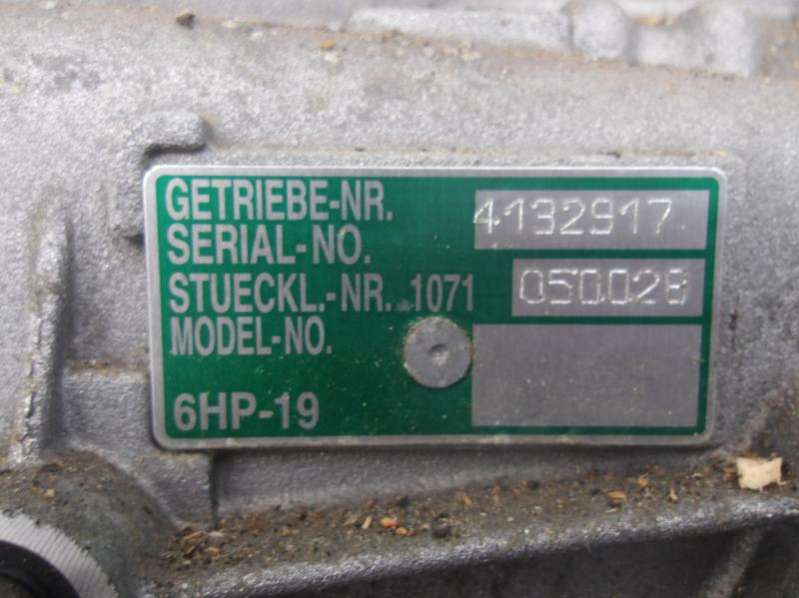 GETRIEBE-NR. 4132917
SERIAL-NO.
STUECKL.-NR. 1071 050028
MODEL-NO.
6HP-19